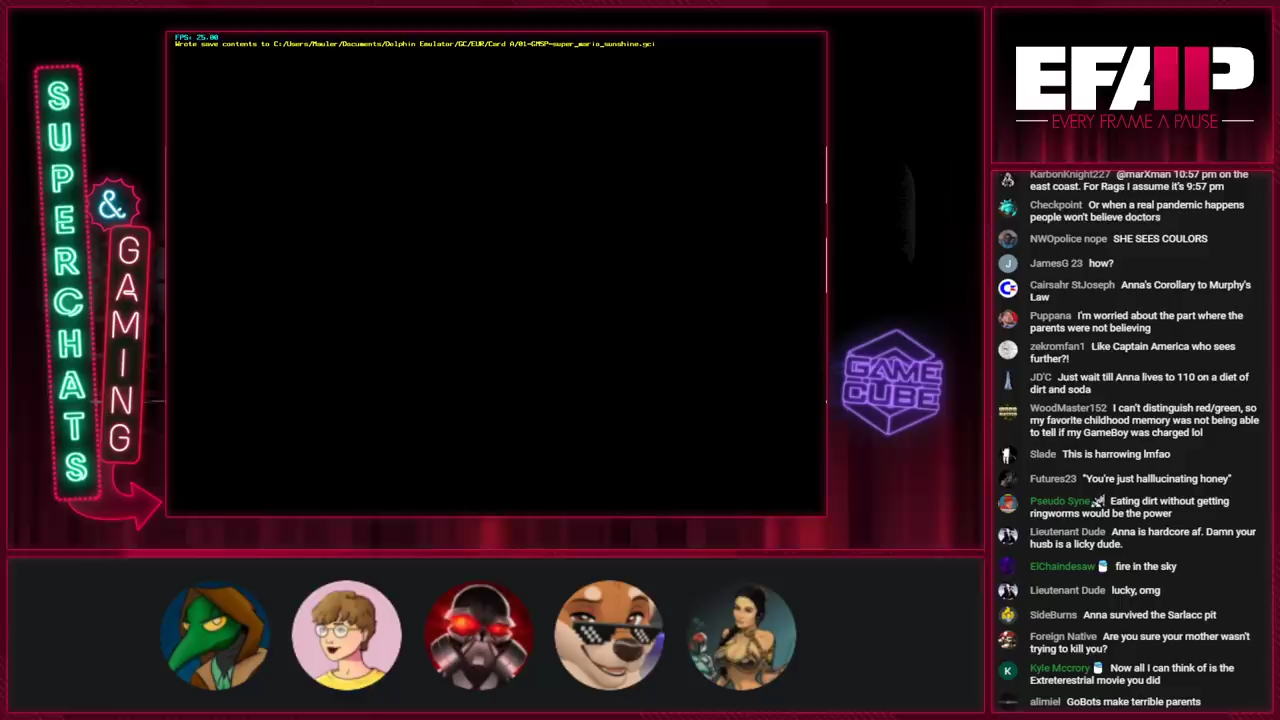 FPS: 25.00
Wrote save contents to C:/Users/Mauler/Documents/Dolphin Emulator/GC/EUR/Card A/01-GMSP-super_mario_sunshine.gci
SUPERCHATS
&
GAMING
GAME
CUBE
EFAP
EVERY FRAME A PAUSE
KarbonKnight227 @marXman 10:57 pm on the
east coast. For Rags I assume it's 9:57 pm
Checkpoint Or when a real pandemic happens
people won't believe doctors
NWOpolice nope SHE SEES COULORS
J
JamesG 23 how?
Cairsahr StJoseph Anna's Corollary to Murphy's
Law
Puppana I'm worried about the part where the
parents were not believing
zekromfan1 Like Captain America who sees
further?!
JD'C Just wait till Anna lives to 110 on a diet of
dirt and soda
WoodMaster152 I can't distinguish red/green, so
my favorite childhood memory was not being able
to tell if my GameBoy was charged lol
Slade This is harrowing lmfao
Futures23 "You're just halllucinating honey"
Pseudo Syne Eating dirt without getting
ringworms would be the power
Lieutenant Dude Anna is hardcore af. Damn your
husb is a licky dude.
ElChaindesaw fire in the sky
Lieutenant Dude lucky, omg
SideBurns Anna survived the Sarlacc pit
Foreign Native Are you sure your mother wasn't
trying to kill you?
K
Kyle Mccrory Now all I can think of is the
Extreterestrial movie you did
alimiel GoBots make terrible parents